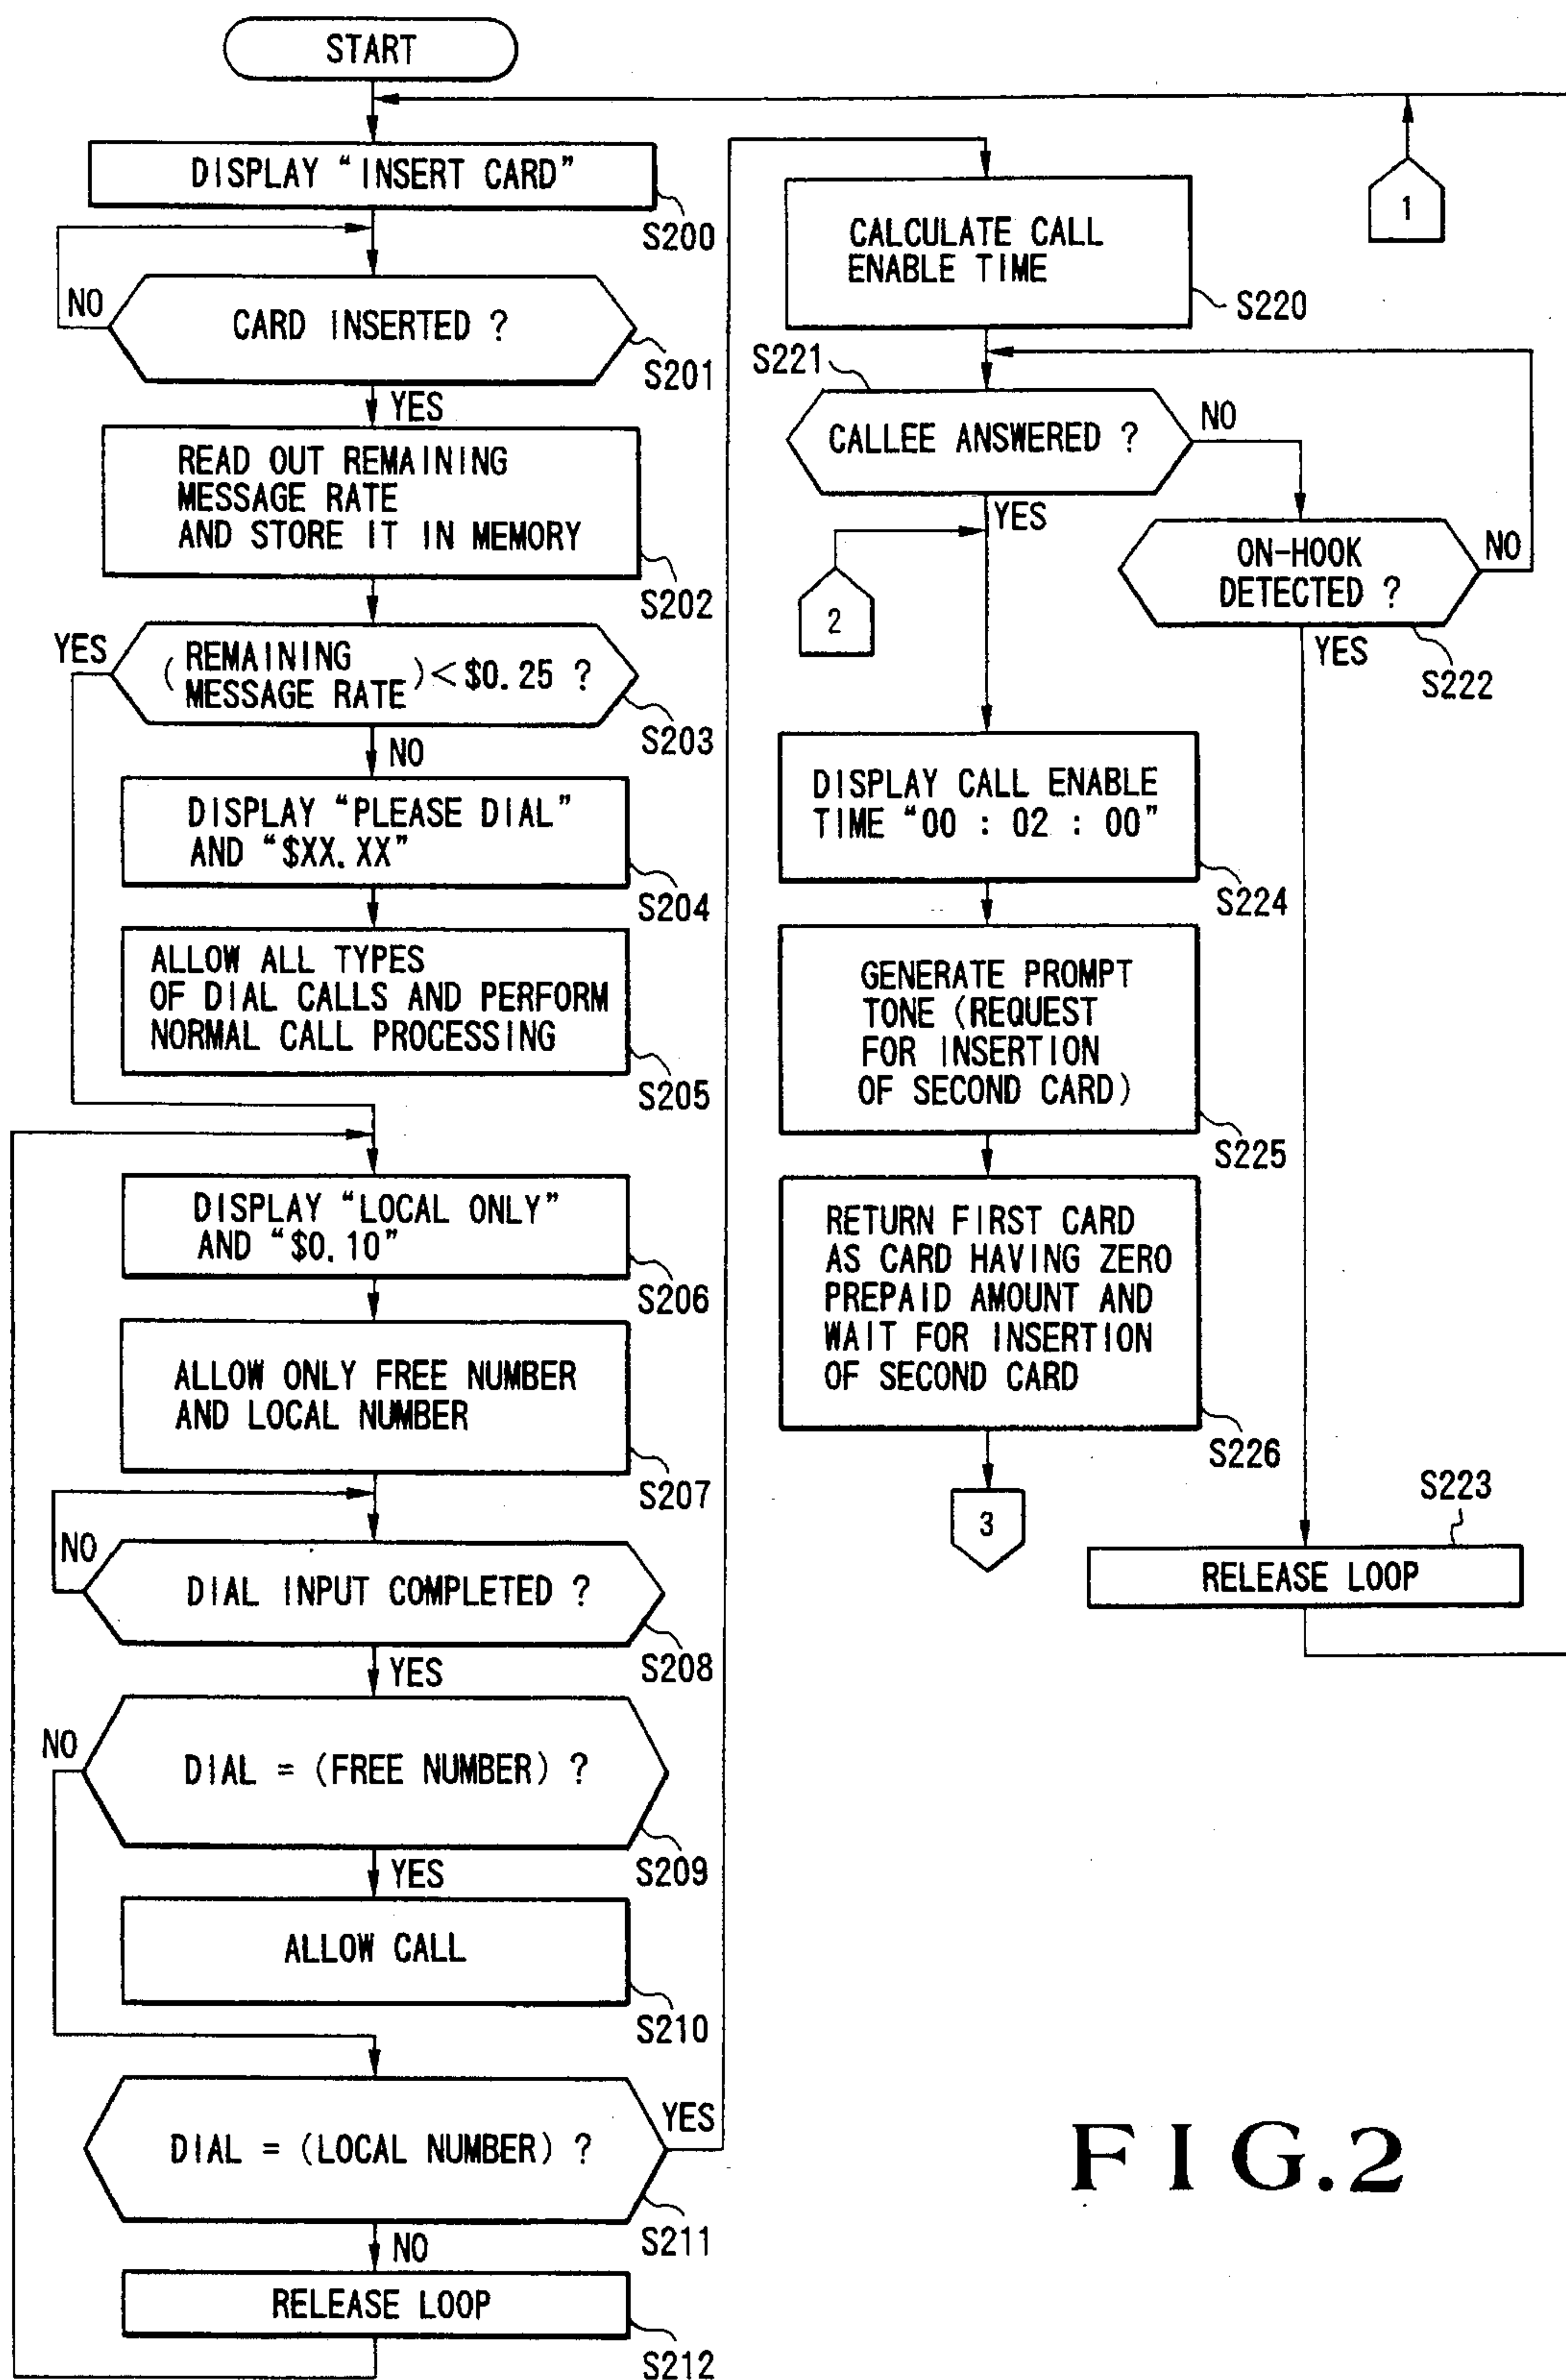 START
DISPLAY “INSERT CARD”
S200
NO
CARD INSERTED ?
S201
YES
READ OUT REMAINING
MESSAGE RATE
AND STORE IT IN MEMORY
S202
YES
(REMAINING
MESSAGE RATE) < $0.25 ?
S203
NO
DISPLAY “PLEASE DIAL”
AND “$XX.XX”
S204
ALLOW ALL TYPES
OF DIAL CALLS AND PERFORM
NORMAL CALL PROCESSING
S205
DISPLAY “LOCAL ONLY”
AND “$0.10”
S206
ALLOW ONLY FREE NUMBER
AND LOCAL NUMBER
S207
NO
DIAL INPUT COMPLETED ?
S208
YES
NO
DIAL = (FREE NUMBER) ?
S209
YES
ALLOW CALL
S210
DIAL = (LOCAL NUMBER) ?
YES
S211
NO
RELEASE LOOP
S212
1
CALCULATE CALL
ENABLE TIME
S220
S221
CALLEE ANSWERED ?
NO
YES
2
ON-HOOK
DETECTED ?
NO
YES
S222
DISPLAY CALL ENABLE
TIME “00 : 02 : 00”
S224
GENERATE PROMPT
TONE (REQUEST
FOR INSERTION
OF SECOND CARD)
S225
RETURN FIRST CARD
AS CARD HAVING ZERO
PREPAID AMOUNT AND
WAIT FOR INSERTION
OF SECOND CARD
S226
3
S223
RELEASE LOOP
FIG.2